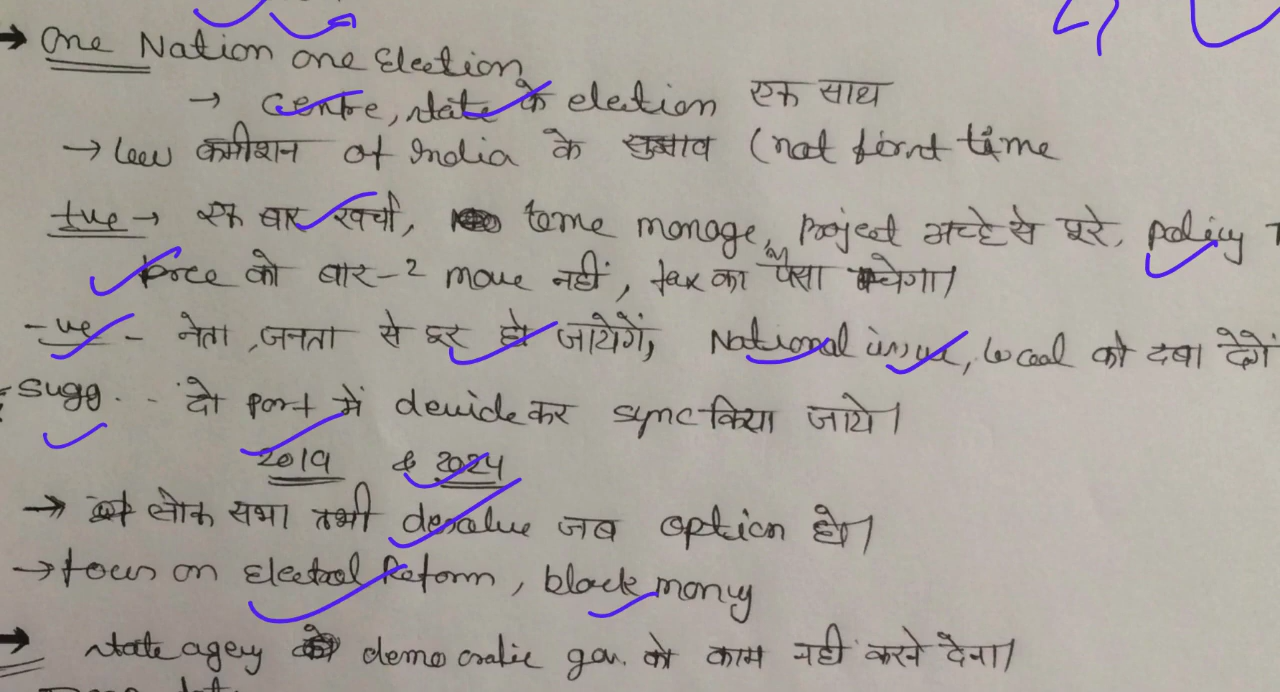 → One Nation one Election
→ Centre, state के election एक साथ
→ Law कमीशन of India के सुझाव (not first time
+ve → एक बार खर्चा, time manage, Project अच्छे से पूरे, policy
force को बार-2 move नहीं, tax का पैसा बचेगा।
-ve - नेता, जनता से दूर हो जायेगें, National issue, local को दबा देगें
sugg. . दो part में devide कर sync किया जाये।
2019 & 2024
→ लोक सभा तभी desolve जब option हो।
→ focus on Electoal Reform, black mony
→ state agey को democratic gov. को काम नही करने देना।